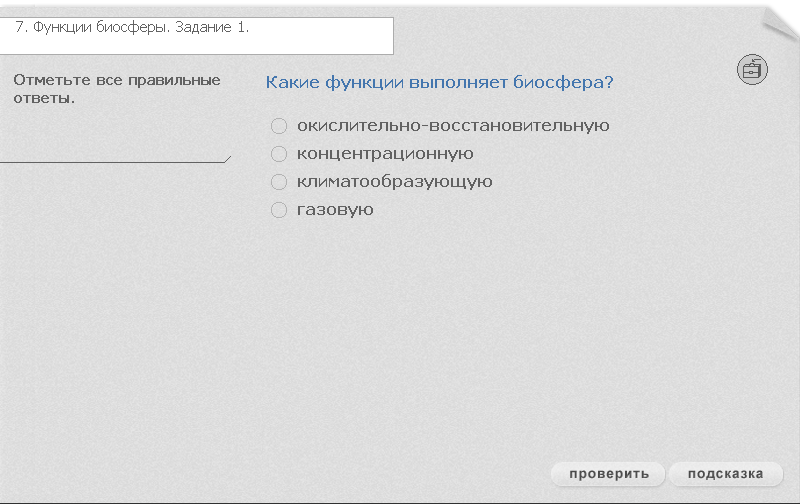 7. Функции биосферы. Задание 1.
Отметьте все правильные
ответы.
Какие функции выполняет биосфера?
окислительно-восстановительную
концентрационную
климатообразующую
газовую
проверить
подсказка